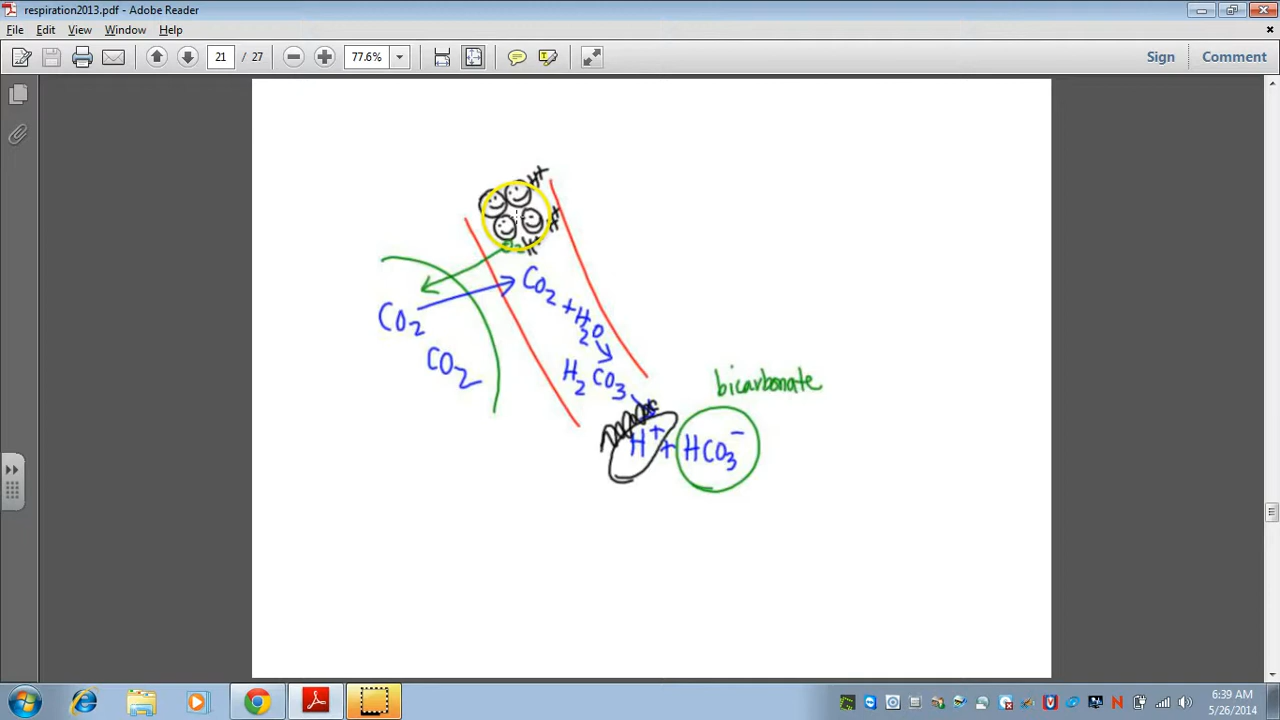 respiration2013.pdf - Adobe Reader
File Edit View Window Help
21 / 27 77.6% Sign Comment
H+
H+
H+
CO2 + H2O
CO2
CO2
H2CO3
bicarbonate
H+ + HCO3-
6:39 AM
5/26/2014